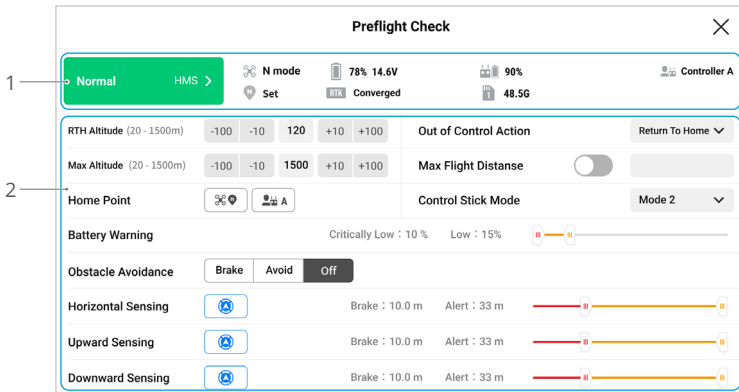 Preflight Check
1
Normal HMS
N mode 78% 14.6V 90% Controller A
Set RTK Converged 1 48.5G
2
RTH Altitude (20 - 1500m) -100 -10 120 +10 +100 Out of Control Action Return To Home
Max Altitude (20 - 1500m) -100 -10 1500 +10 +100 Max Flight Distanse
Home Point H A Control Stick Mode Mode 2
Battery Warning Critically Low : 10 % Low : 15%
Obstacle Avoidance Brake Avoid Off
Horizontal Sensing Brake : 10.0 m Alert : 33 m
Upward Sensing Brake : 10.0 m Alert : 33 m
Downward Sensing Brake : 10.0 m Alert : 33 m